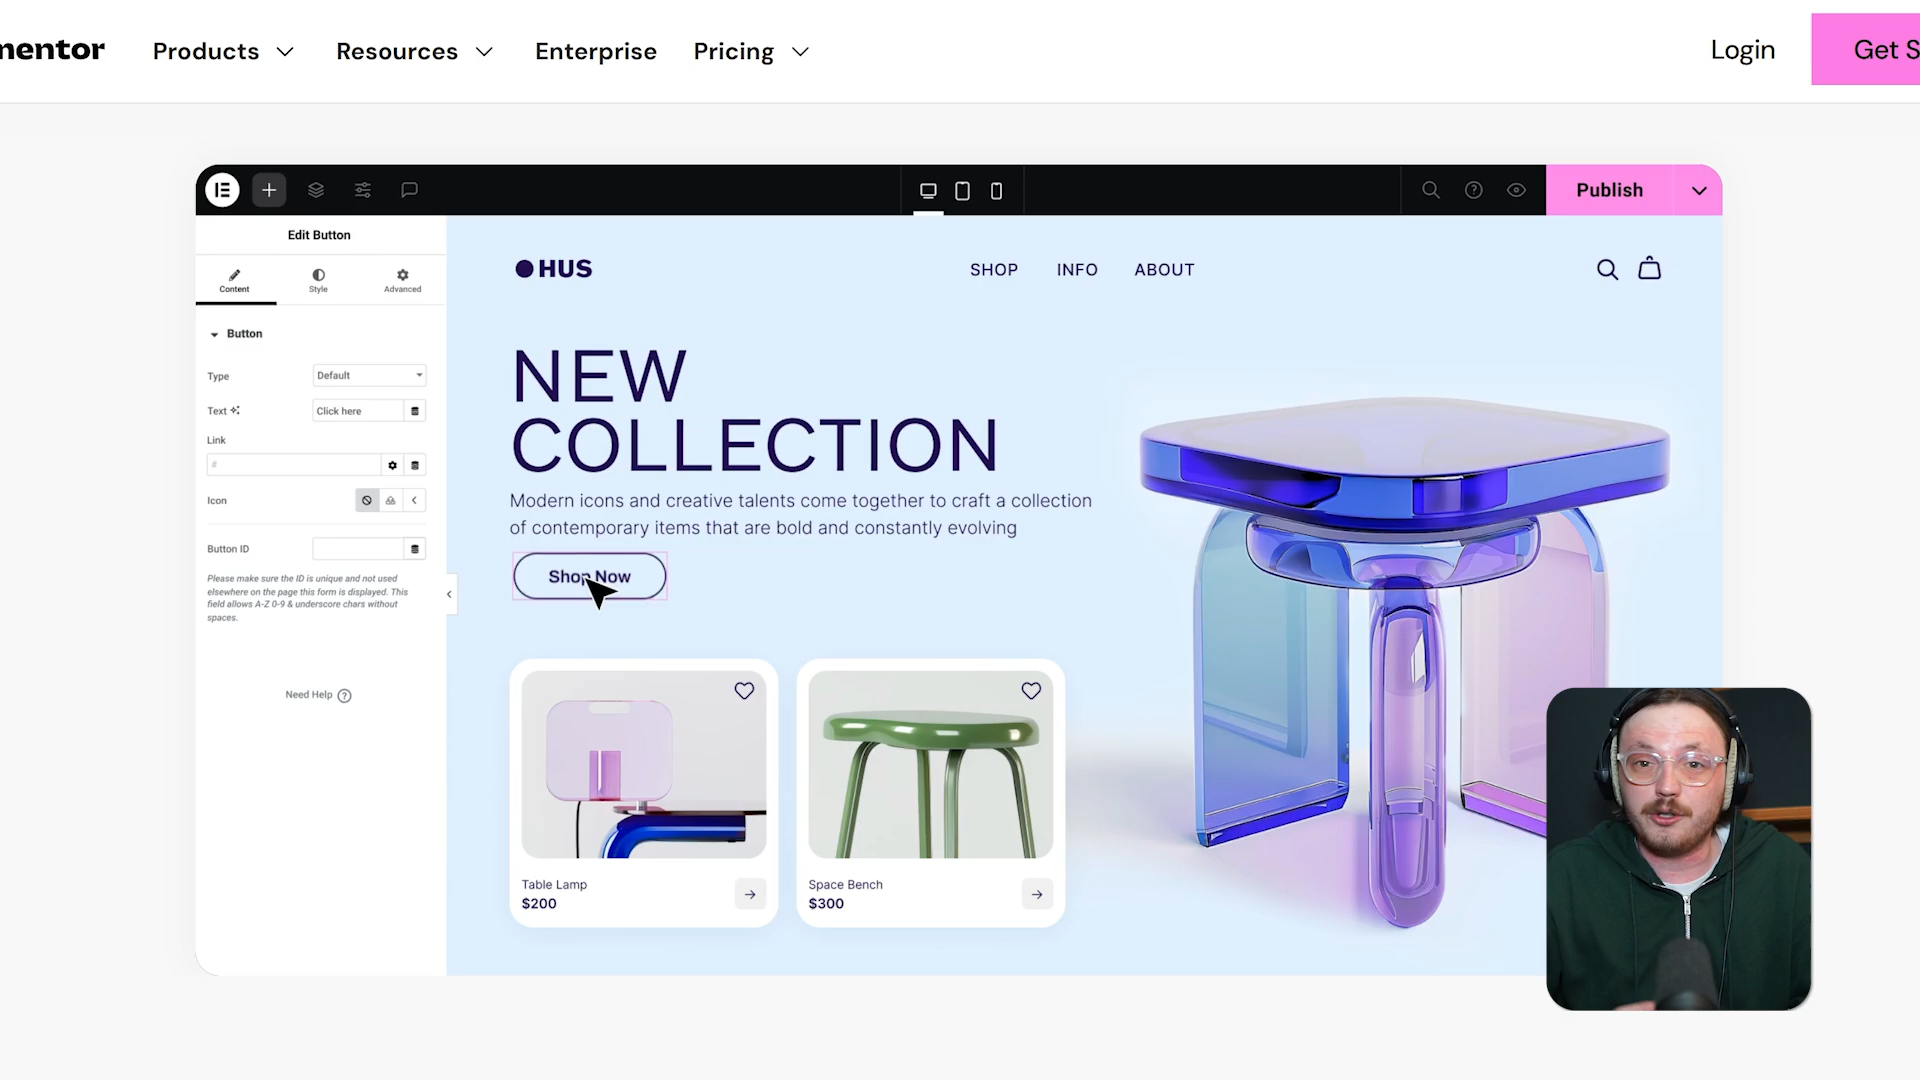 mentor
Products
Resources
Enterprise
Pricing
Login
Get S
Publish
Edit Button
Content
Style
Advanced
Button
Type
Default
Text
Click here
Link
#
Icon
Button ID
Please make sure the ID is unique and not used
elsewhere on the page this form is displayed. This
field allows A-Z 0-9 & underscore chars without
spaces.
Need Help
HUS
SHOP
INFO
ABOUT
NEW
COLLECTION
Modern icons and creative talents come together to craft a collection
of contemporary items that are bold and constantly evolving
Shop Now
Table Lamp
$200
Space Bench
$300